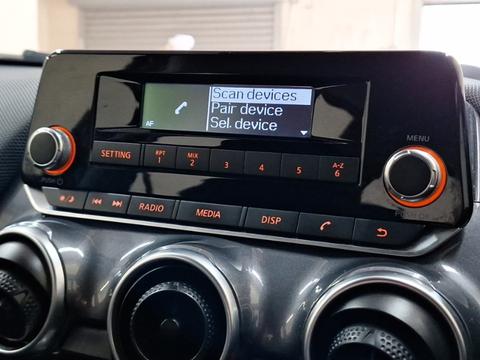 Scan devices
Pair device
Sel. device
AF
MENU
SETTING
RPT
1
MIX
2
3
4
5
A-Z
6
RADIO
MEDIA
DISP
PUSH